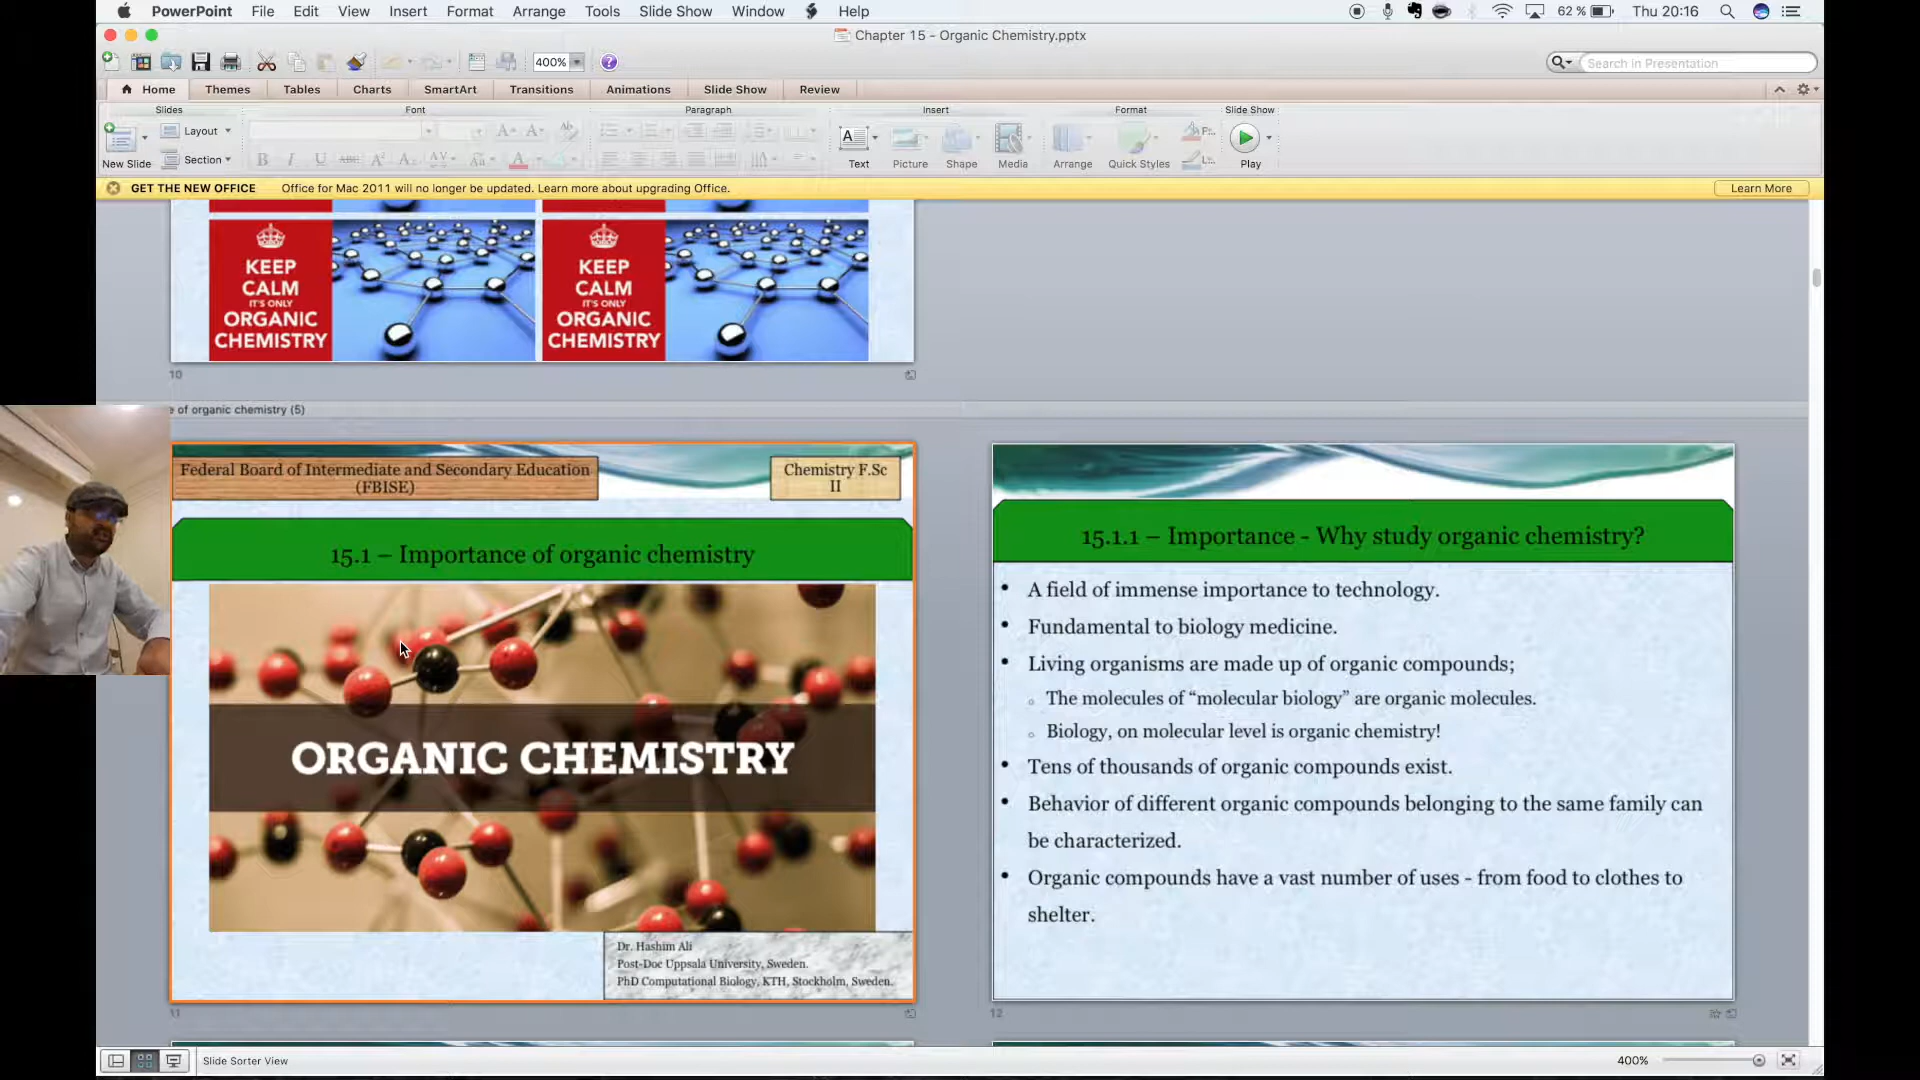 PowerPoint File Edit View Insert Format Arrange Tools Slide Show Window Help 62 % Thu 20:16
Chapter 15 - Organic Chemistry.pptx
400% Search in Presentation
Home Themes Tables Charts SmartArt Transitions Animations Slide Show Review
Slides Font Paragraph Insert Format Slide Show
Layout
New Slide Section Text Picture Shape Media Arrange Quick Styles Play
GET THE NEW OFFICE Office for Mac 2011 will no longer be updated. Learn more about upgrading Office. Learn More
KEEP
CALM
IT'S ONLY
ORGANIC
CHEMISTRY
KEEP
CALM
IT'S ONLY
ORGANIC
CHEMISTRY
10
of organic chemistry (5)
Federal Board of Intermediate and Secondary Education
(FBISE)
Chemistry F.Sc
II
15.1 – Importance of organic chemistry
ORGANIC CHEMISTRY
Dr. Hashim Ali
Post-Doc Uppsala University, Sweden.
PhD Computational Biology, KTH, Stockholm, Sweden.
11
15.1.1 – Importance - Why study organic chemistry?
• A field of immense importance to technology.
• Fundamental to biology medicine.
• Living organisms are made up of organic compounds;
○ The molecules of “molecular biology” are organic molecules.
○ Biology, on molecular level is organic chemistry!
• Tens of thousands of organic compounds exist.
• Behavior of different organic compounds belonging to the same family can
be characterized.
• Organic compounds have a vast number of uses - from food to clothes to
shelter.
12
Slide Sorter View 400%